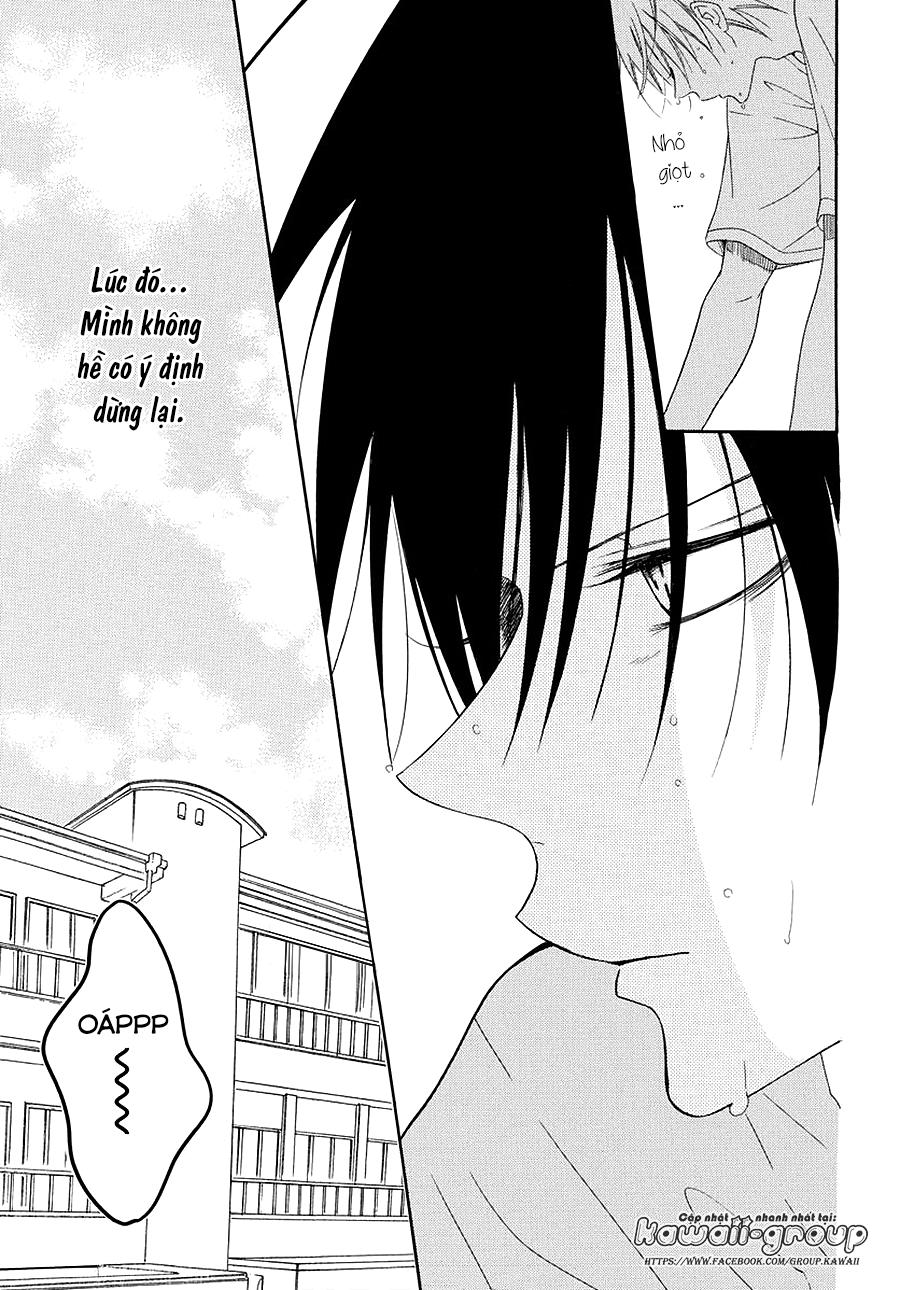 Nhỏ
giọt
...
Lúc đó...
Mình không
hề có ý định
dừng lại.
OÁPPP
Cập nhật nhanh nhất tại:
kawaii-group
HTTPS://WWW.FACEBOOK.COM/GROUP.KAWAII